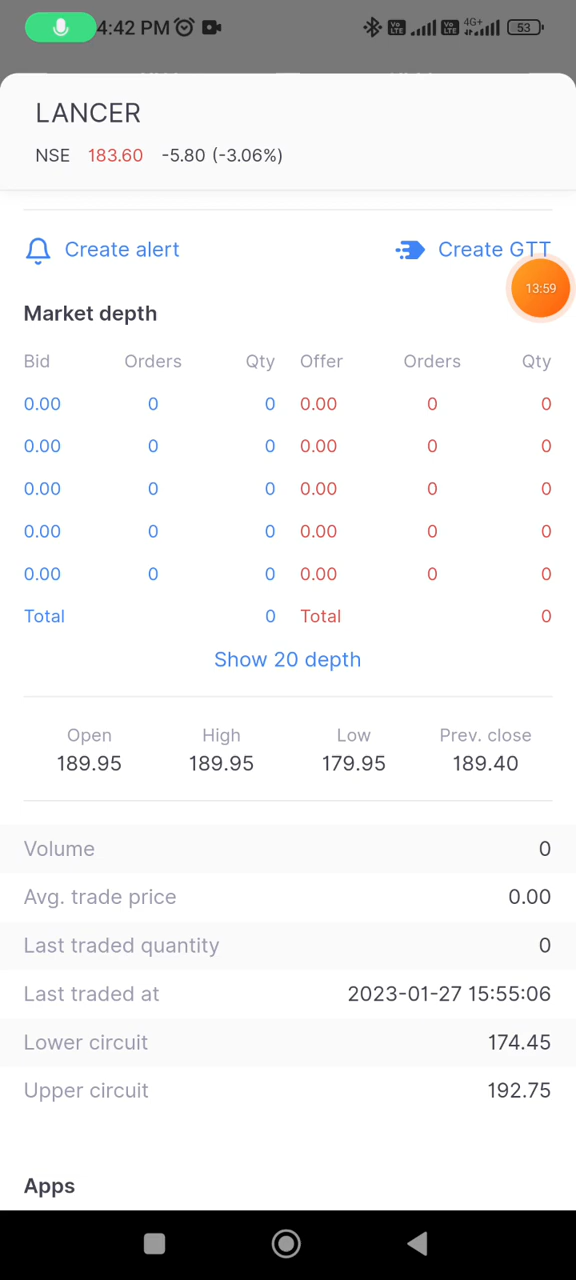 4:42 PM
Vo LTE Vo LTE 4G+ 53
LANCER
NSE 183.60 -5.80 (-3.06%)
Create alert Create GTT
13:59
Market depth
Bid Orders Qty Offer Orders Qty
0.00 0 0 0.00 0 0
0.00 0 0 0.00 0 0
0.00 0 0 0.00 0 0
0.00 0 0 0.00 0 0
0.00 0 0 0.00 0 0
Total 0 Total 0
Show 20 depth
Open High Low Prev. close
189.95 189.95 179.95 189.40
Volume 0
Avg. trade price 0.00
Last traded quantity 0
Last traded at 2023-01-27 15:55:06
Lower circuit 174.45
Upper circuit 192.75
Apps